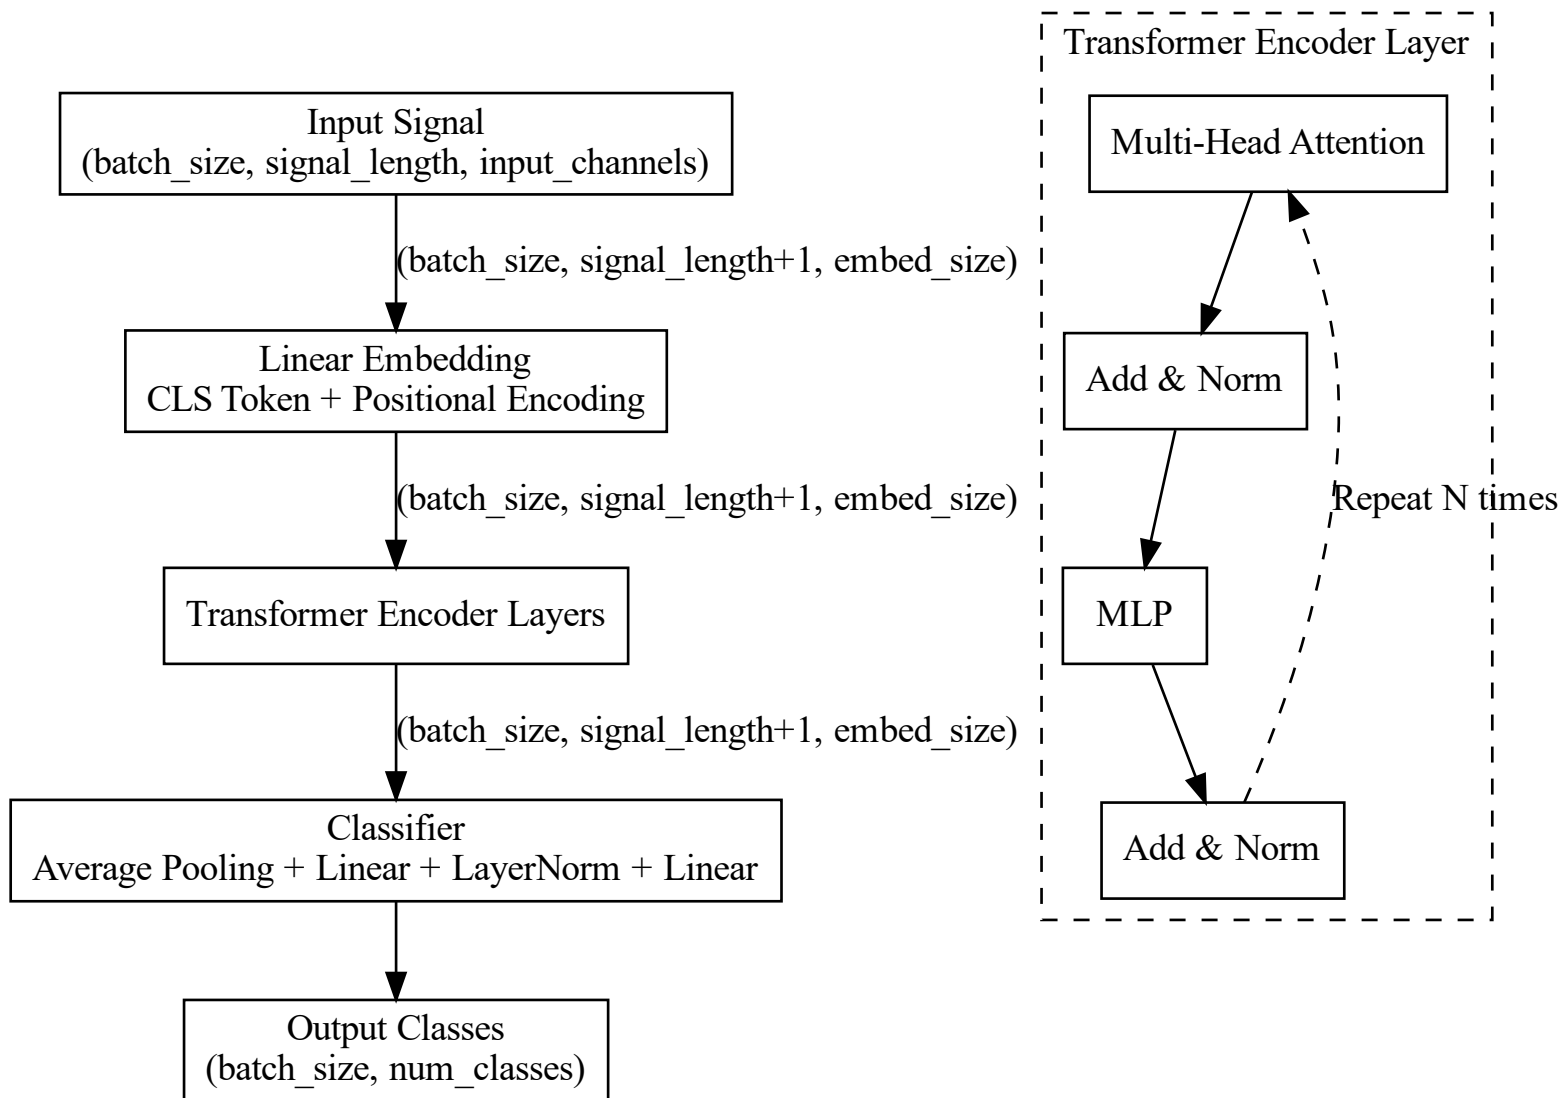 Input Signal
(batch_size, signal_length, input_channels)
(batch_size, signal_length+1, embed_size)
Linear Embedding
CLS Token + Positional Encoding
(batch_size, signal_length+1, embed_size)
Transformer Encoder Layers
(batch_size, signal_length+1, embed_size)
Classifier
Average Pooling + Linear + LayerNorm + Linear
Output Classes
(batch_size, num_classes)
Transformer Encoder Layer
Multi-Head Attention
Add & Norm
Repeat N times
MLP
Add & Norm